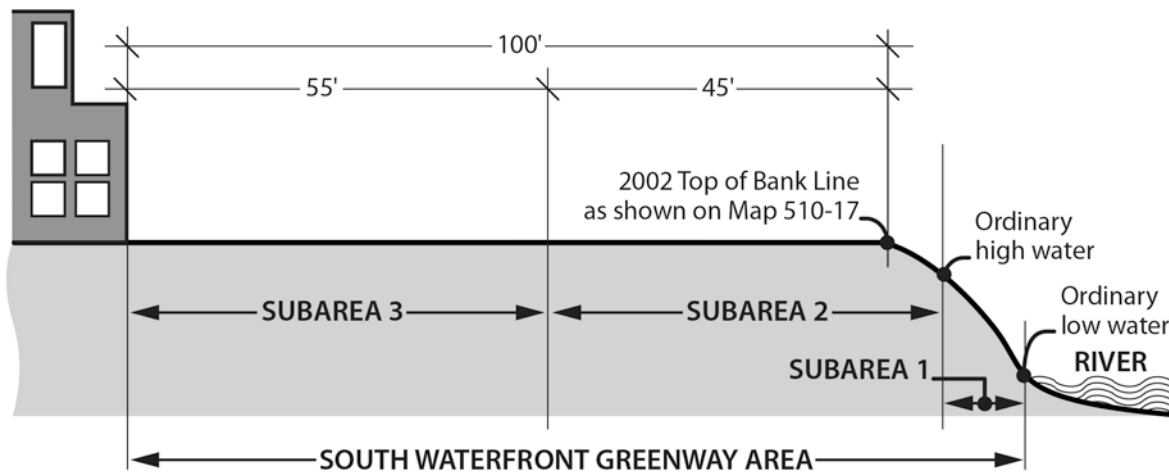 100'
55'
45'
2002 Top of Bank Line
as shown on Map 510-17
Ordinary
high water
Ordinary
low water
RIVER
SUBAREA 3
SUBAREA 2
SUBAREA 1
SOUTH WATERFRONT GREENWAY AREA